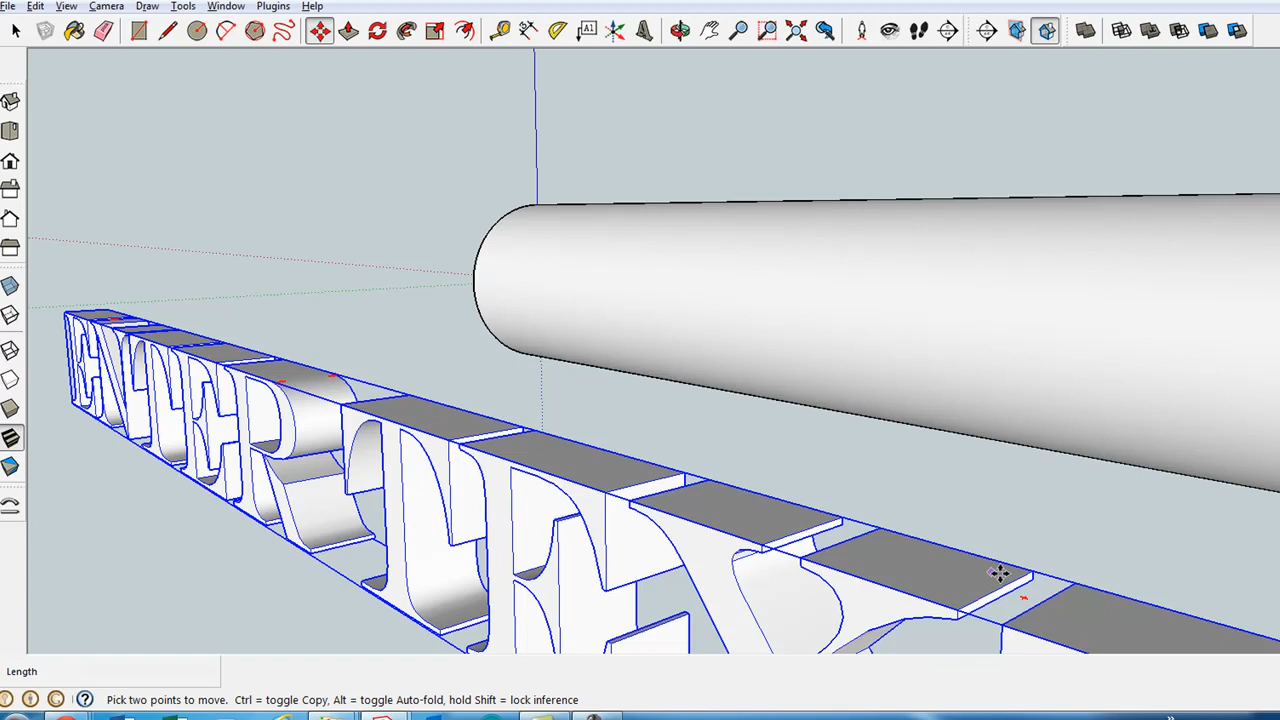 File Edit View Camera Draw Tools Window Plugins Help
A1
Length
Pick two points to move. Ctrl = toggle Copy, Alt = toggle Auto-fold, hold Shift = lock inference